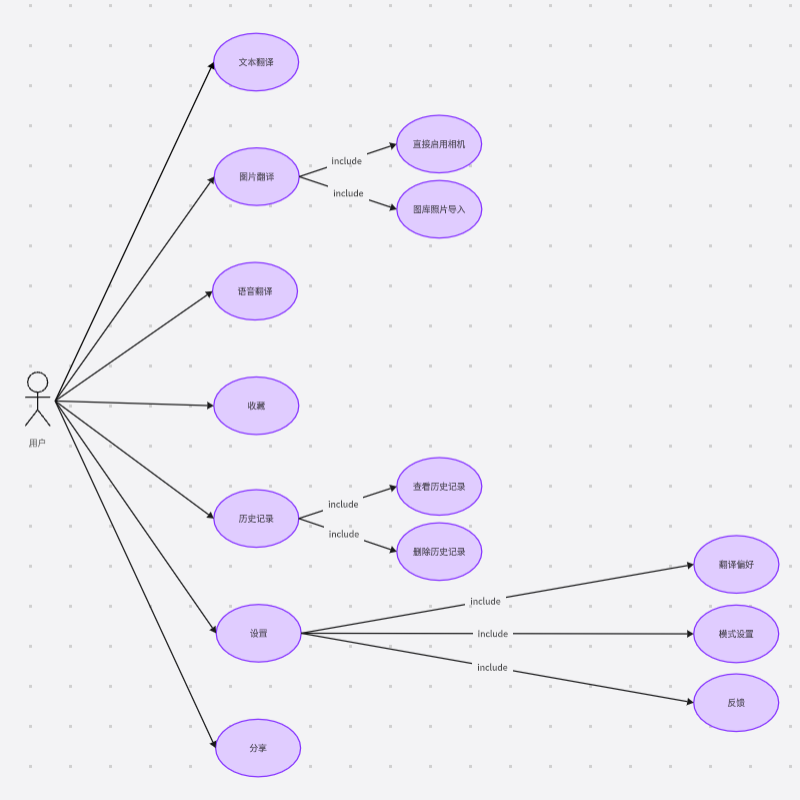 文本翻译
直接启用相机
include
图片翻译
include
图库照片导入
语音翻译
用户
收藏
查看历史记录
include
历史记录
include
删除历史记录
翻译偏好
include
设置
include
模式设置
include
反馈
分享